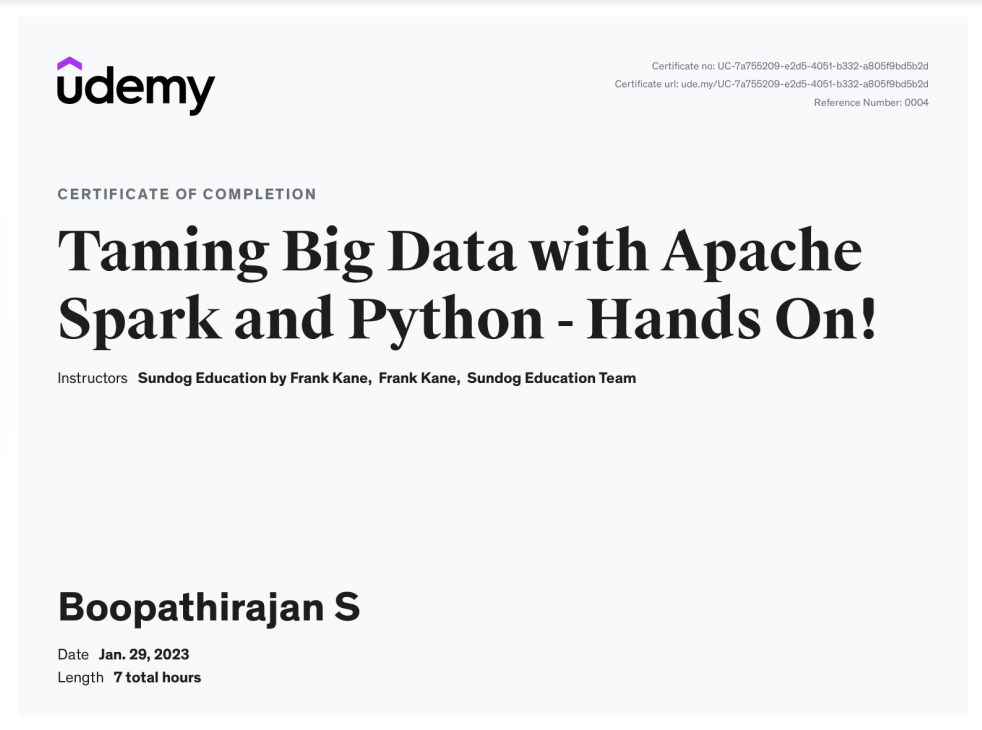 udemy
Certificate no: UC-7a755209-e2d5-4051-b332-a805f9bd5b2d
Certificate url: ude.my/UC-7a755209-e2d5-4051-b332-a805f9bd5b2d
Reference Number: 0004
CERTIFICATE OF COMPLETION
Taming Big Data with Apache
Spark and Python - Hands On!
Instructors Sundog Education by Frank Kane, Frank Kane, Sundog Education Team
Boopathirajan S
Date Jan. 29, 2023
Length 7 total hours